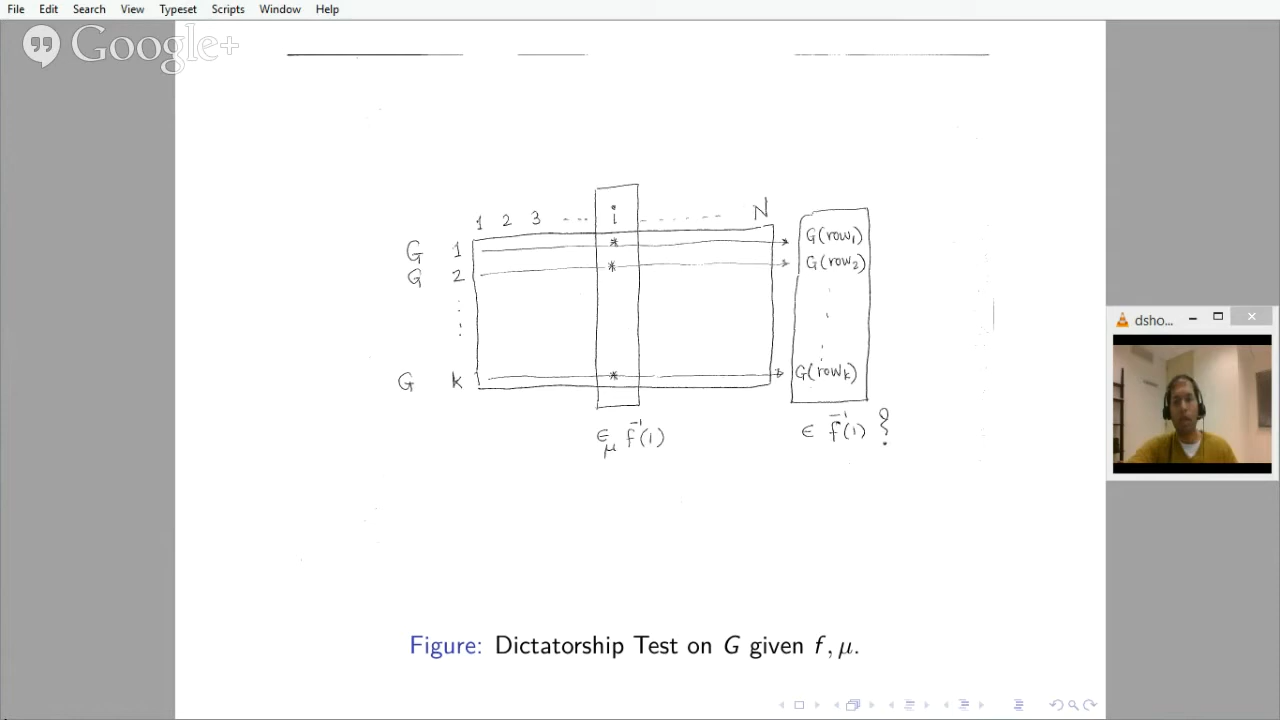 File Edit Search View Typeset Scripts Window Help
Google+
1 2 3 ... i ...... N
G 1 * G(row₁)
G 2 * G(row₂)
G k * G(rowₖ)
∈μ f⁻¹(1)
∈ f⁻¹(1) ?
dsho...
Figure: Dictatorship Test on G given f, μ.